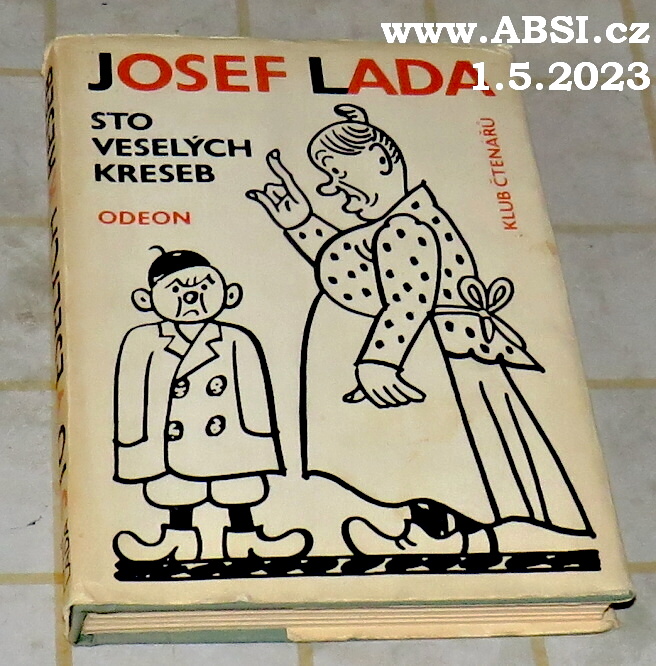 www.ABSI.cz
1.5.2023
JOSEF LADA
STO
VESELÝCH
KRESEB
ODEON
KLUB ČTENÁŘŮ